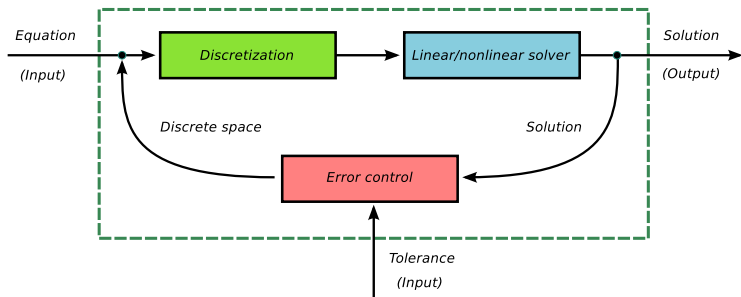 Equation
(Input)
Discretization
Linear/nonlinear solver
Solution
(Output)
Discrete space
Solution
Error control
Tolerance
(Input)